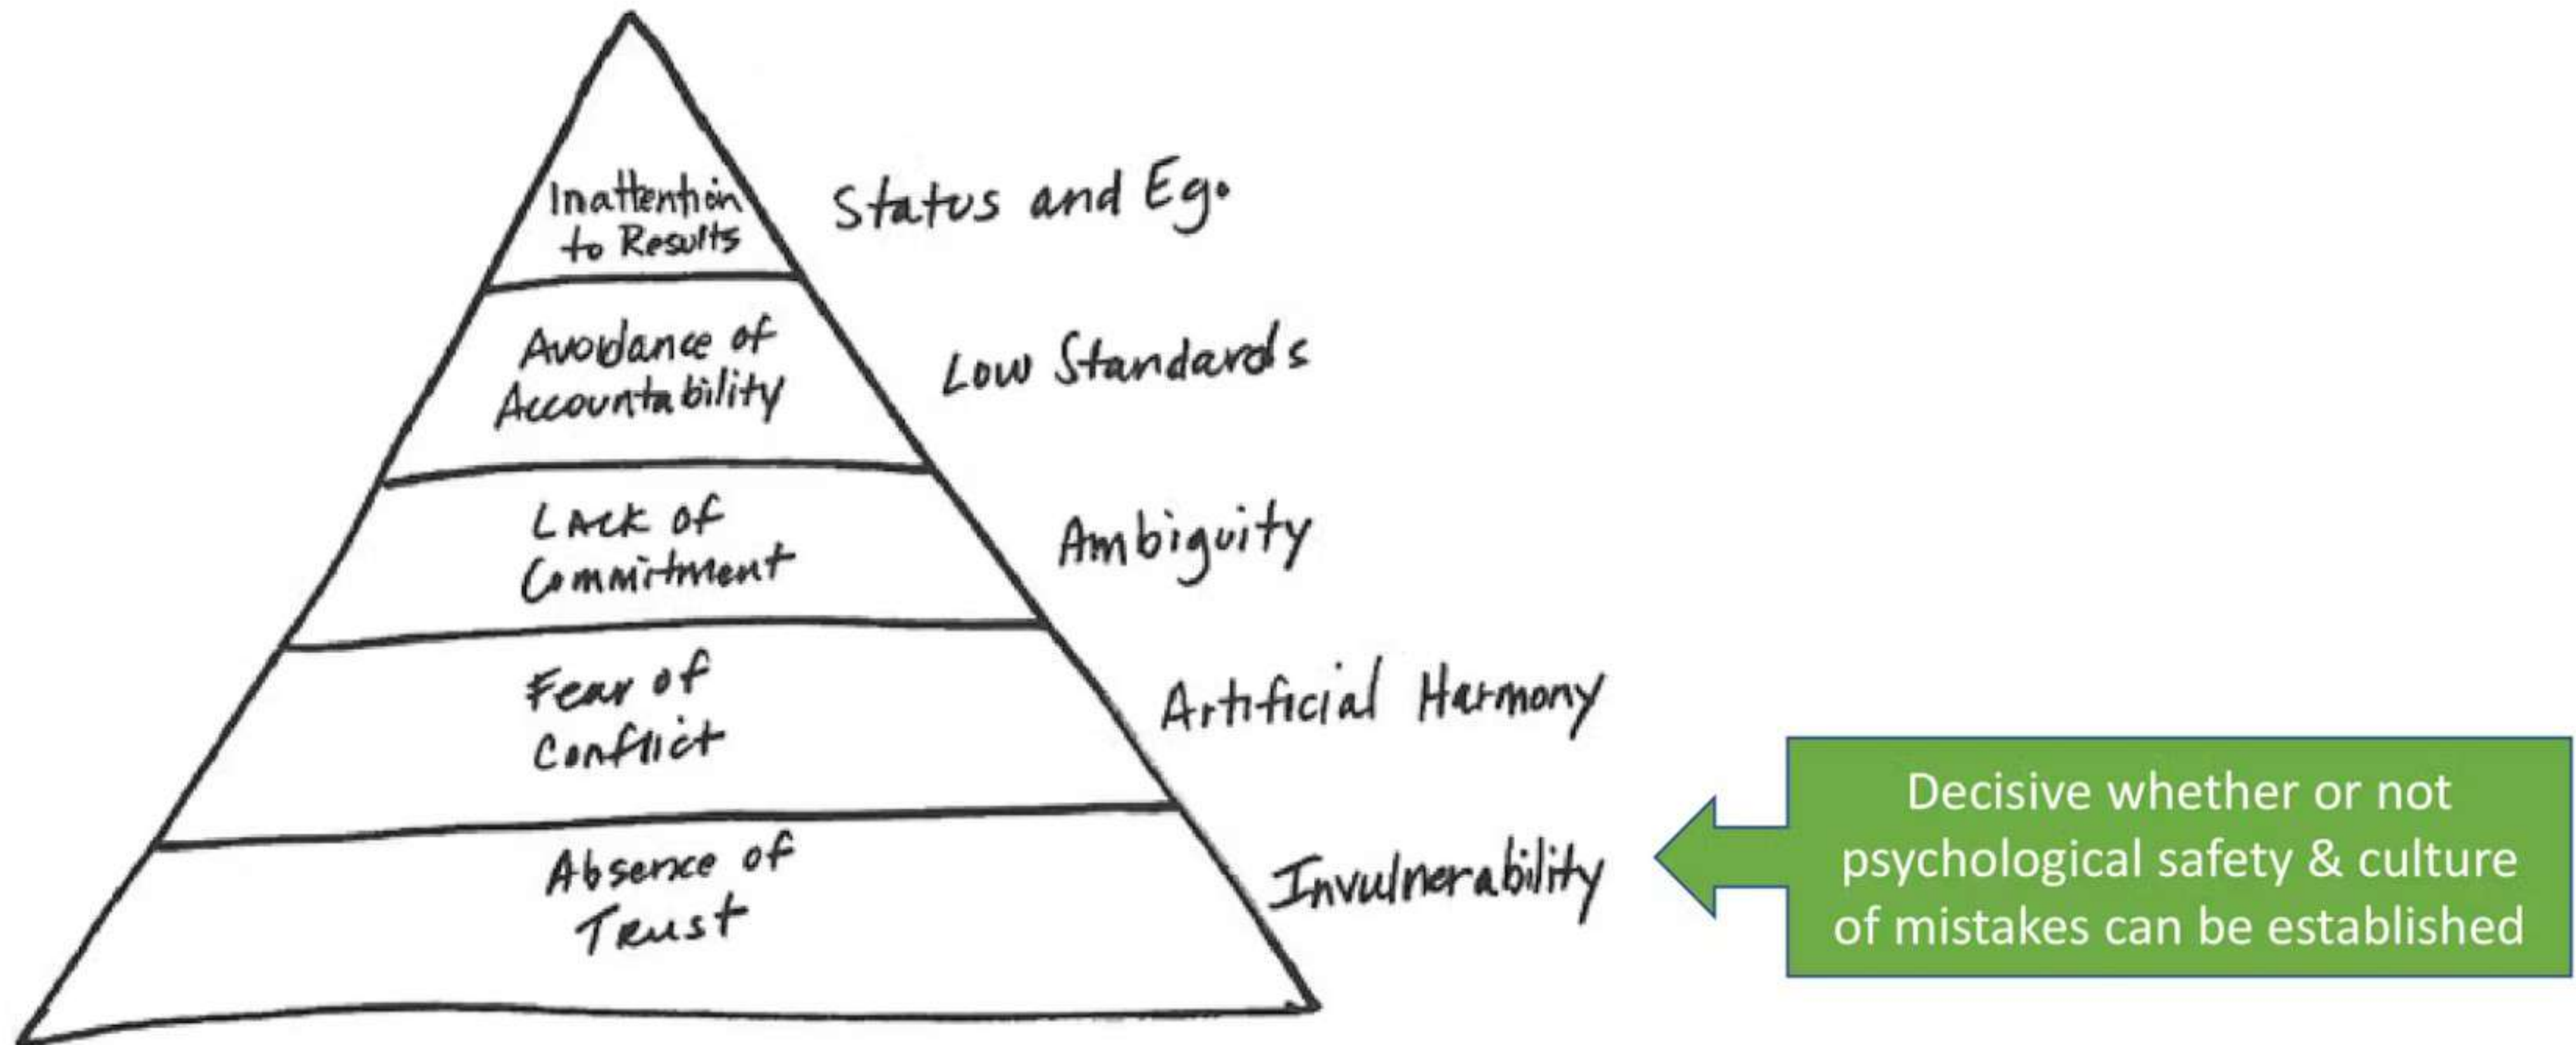 Inattention
to Results
Status and Ego
Avoidance of
Accountability
Low Standards
Lack of
Commitment
Ambiguity
Fear of
Conflict
Artificial Harmony
Absence of
Trust
Invulnerability
Decisive whether or not
psychological safety & culture
of mistakes can be established